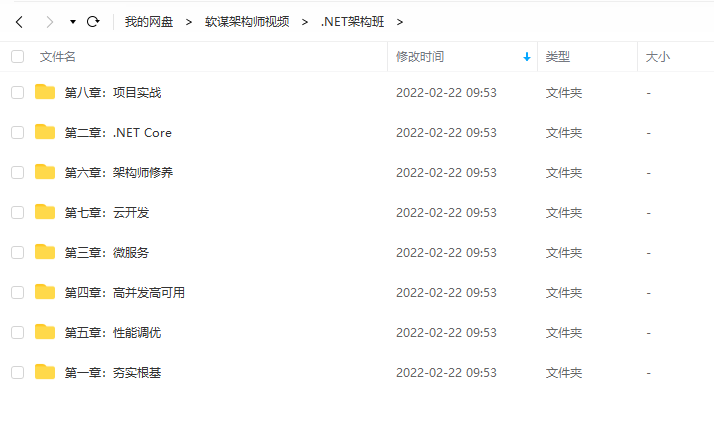 我的网盘 > 软谋架构师视频 > .NET架构班 >
文件名 修改时间 类型 大小
第八章：项目实战 2022-02-22 09:53 文件夹 -
第二章：.NET Core 2022-02-22 09:53 文件夹 -
第六章：架构师修养 2022-02-22 09:53 文件夹 -
第七章：云开发 2022-02-22 09:53 文件夹 -
第三章：微服务 2022-02-22 09:53 文件夹 -
第四章：高并发高可用 2022-02-22 09:53 文件夹 -
第五章：性能调优 2022-02-22 09:53 文件夹 -
第一章：夯实根基 2022-02-22 09:53 文件夹 -